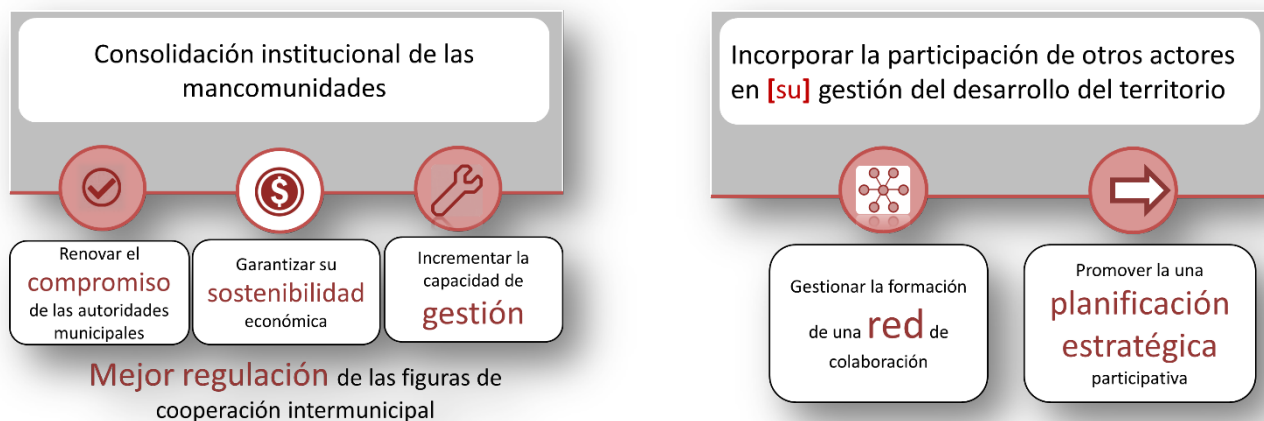 Consolidación institucional de las
mancomunidades
Renovar el
compromiso
de las autoridades
municipales
$
Garantizar su
sostenibilidad
económica
Incrementar la
capacidad de
gestión
Mejor regulación de las figuras de
cooperación intermunicipal
Incorporar la participación de otros actores
en [su] gestión del desarrollo del territorio
Gestionar la formación
de una red de
colaboración
Promover la una
planificación
estratégica
participativa